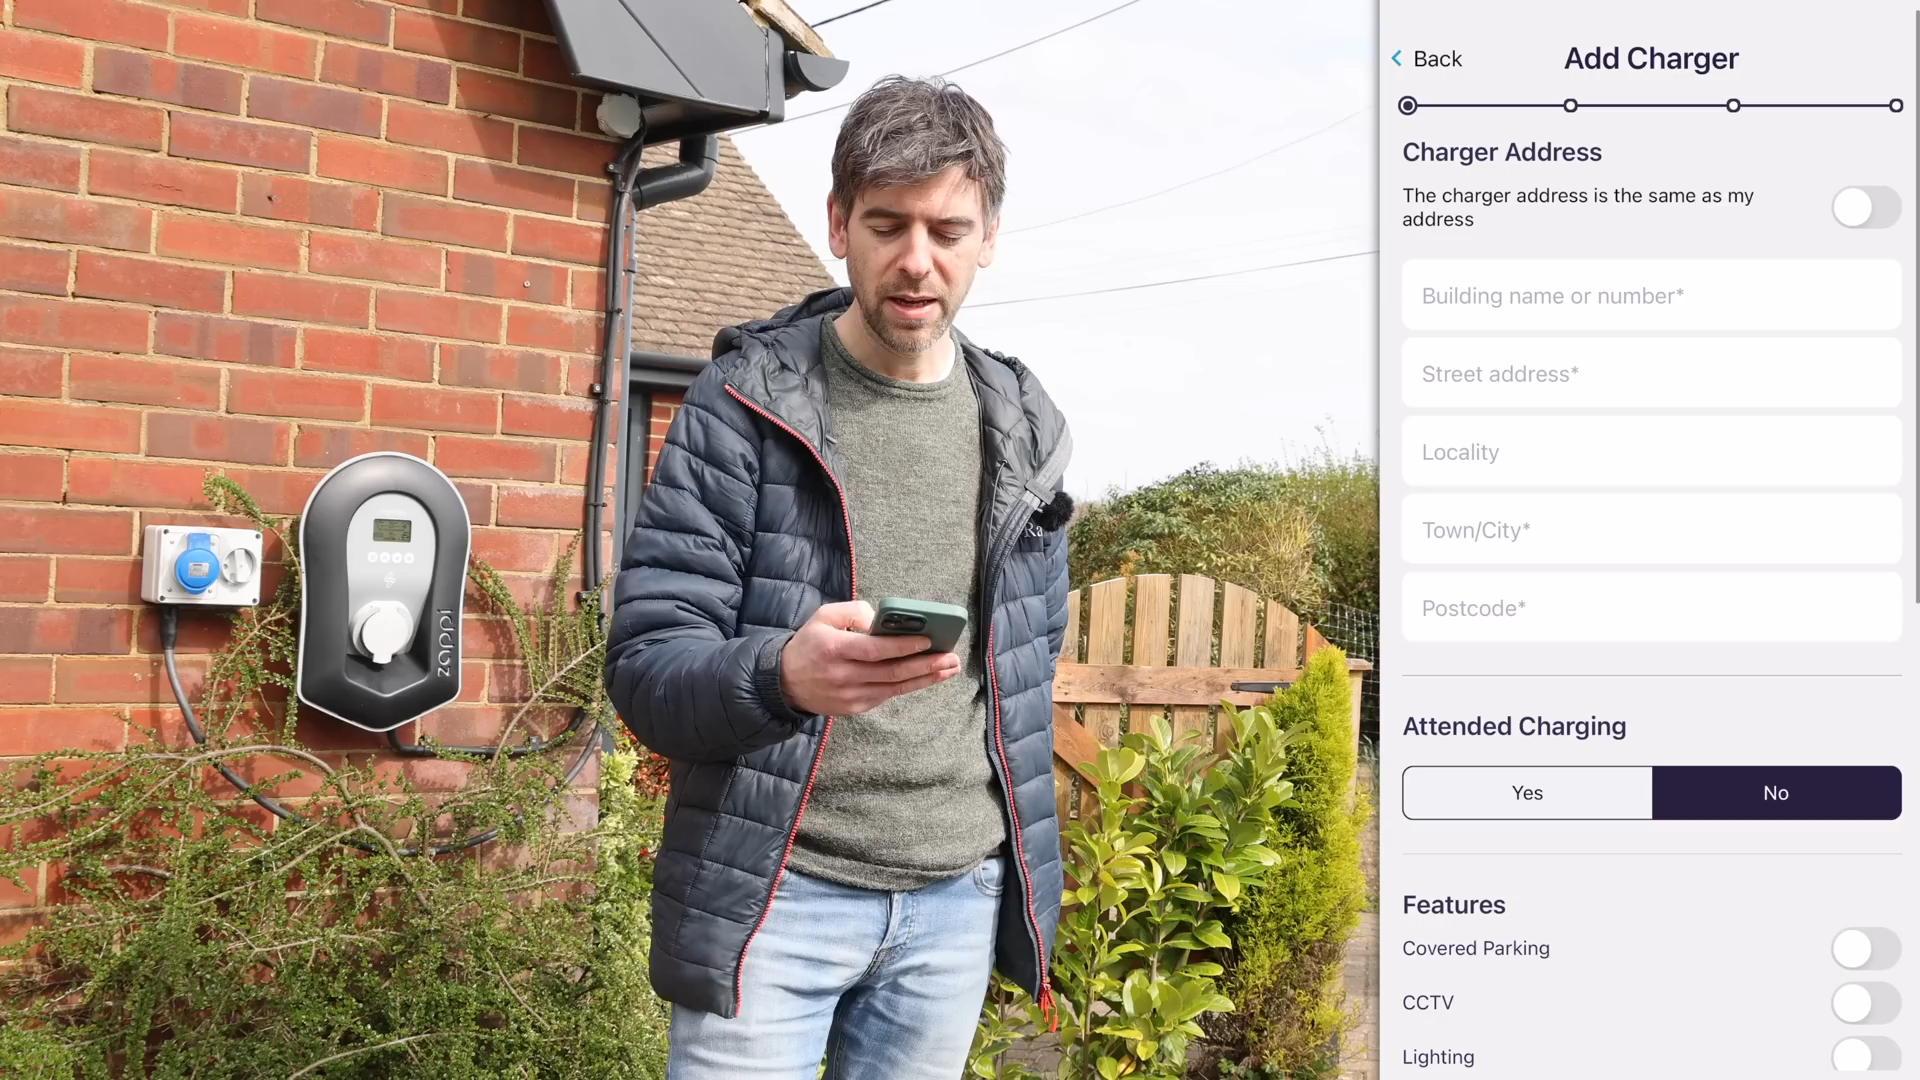 Back
Add Charger
Charger Address
The charger address is the same as my
address
Building name or number*
Street address*
Locality
Town/City*
Postcode*
Attended Charging
Yes
No
Features
Covered Parking
CCTV
Lighting
zappi
Ra